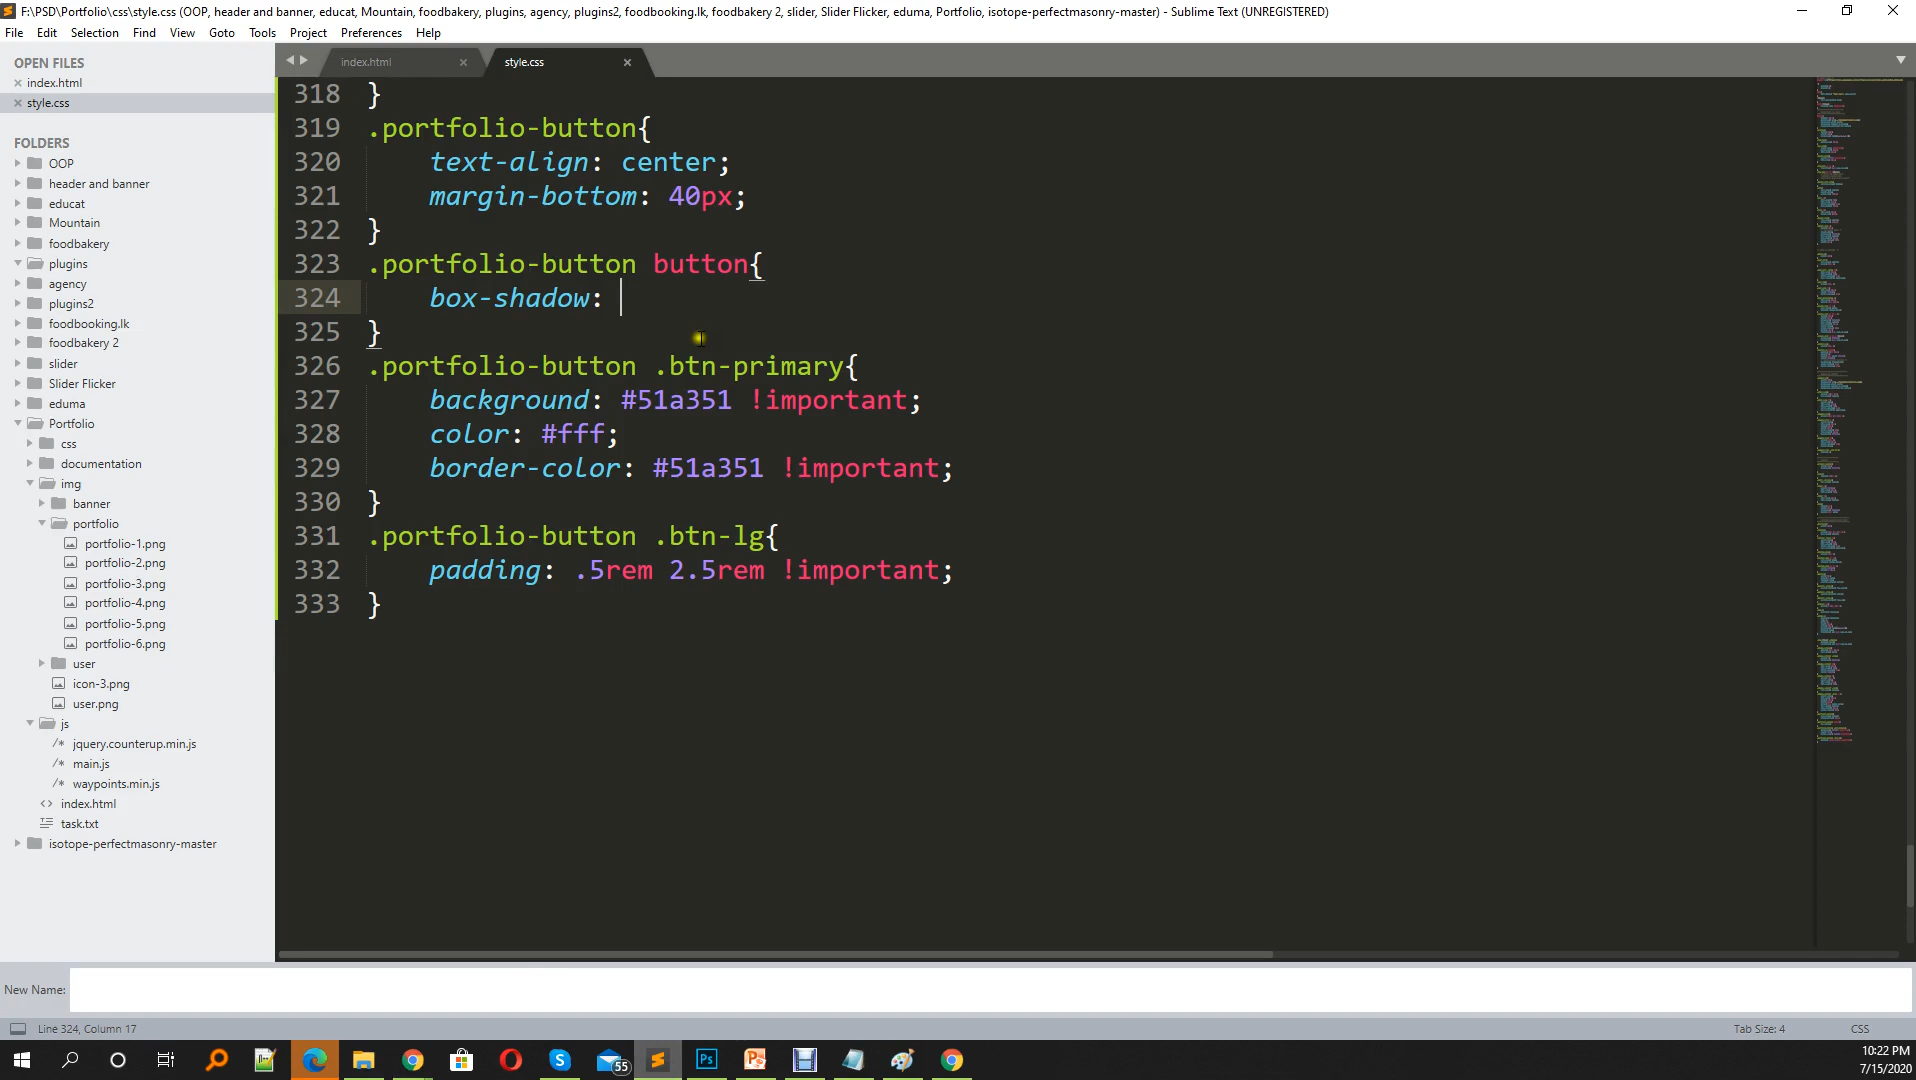 F:\PSD\Portfolio\css\style.css (OOP, header and banner, educat, Mountain, foodbakery, plugins, agency, plugins2, foodbooking.lk, foodbakery 2, slider, Slider Flicker, eduma, Portfolio, isotope-perfectmasonry-master) - Sublime Text (UNREGISTERED)
File Edit Selection Find View Goto Tools Project Preferences Help
OPEN FILES
index.html
style.css
FOLDERS
OOP
header and banner
educat
Mountain
foodbakery
plugins
agency
plugins2
foodbooking.lk
foodbakery 2
slider
Slider Flicker
eduma
Portfolio
css
documentation
img
banner
portfolio
portfolio-1.png
portfolio-2.png
portfolio-3.png
portfolio-4.png
portfolio-5.png
portfolio-6.png
user
icon-3.png
user.png
js
/* jquery.counterup.min.js
/* main.js
/* waypoints.min.js
<> index.html
task.txt
isotope-perfectmasonry-master
index.html
style.css
318 }
319 .portfolio-button{
320 text-align: center;
321 margin-bottom: 40px;
322 }
323 .portfolio-button button{
324 box-shadow:
325 }
326 .portfolio-button .btn-primary{
327 background: #51a351 !important;
328 color: #fff;
329 border-color: #51a351 !important;
330 }
331 .portfolio-button .btn-lg{
332 padding: .5rem 2.5rem !important;
333 }
New Name:
Line 324, Column 17
Tab Size: 4
CSS
55
10:22 PM
7/15/2020